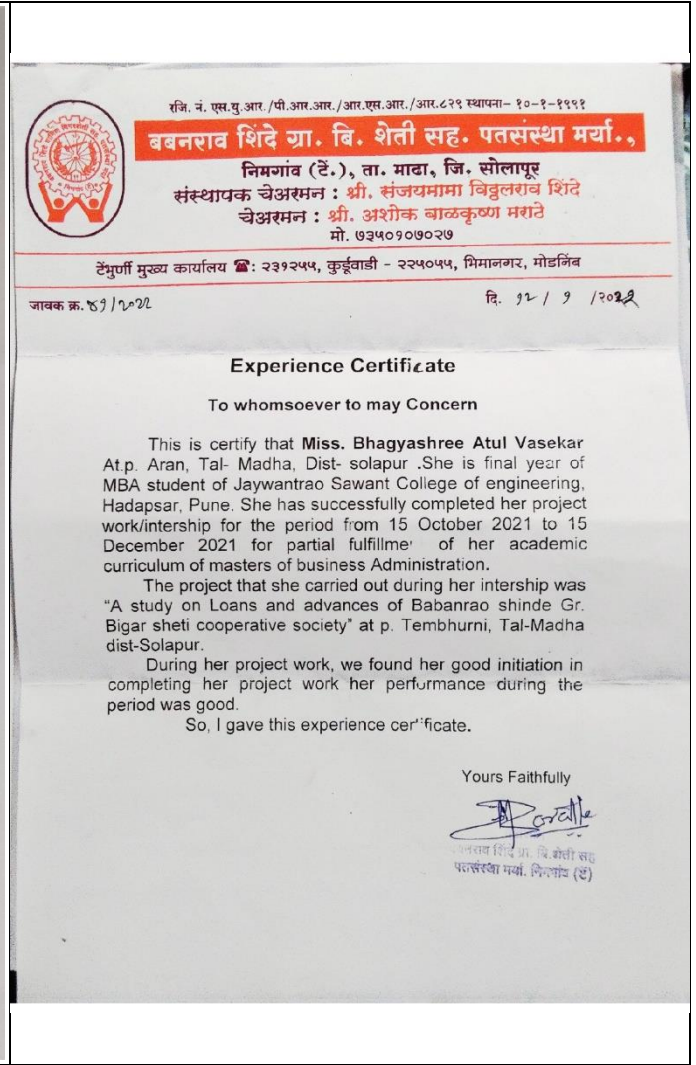 रजि. नं. एस.यु.आर./पी.आर.आर./आर.एस.आर./आर.८२९ स्थापना- १०-१-१९९१
बबनराव शिंदे ग्रा. बि. शेती सह. पतसंस्था मर्या.,
निमगांव (टें.), ता. माढा, जि. सोलापूर
संस्थापक चेअरमन : श्री. संजयमामा विठ्ठलराव शिंदे
चेअरमन : श्री. अशोक बाळकृष्ण मराठे
मो. ७३५०१०७०२७
टेंभुर्णी मुख्य कार्यालय ☎: २३१२५५, कुर्डूवाडी - २२५०५५, भिमानगर, मोडनिंब
जावक क्र. ४१/२०२२
दि. १२ / १ /२०२२
Experience Certificate
To whomsoever to may Concern
This is certify that Miss. Bhagyashree Atul Vasekar
At.p. Aran, Tal- Madha, Dist- solapur .She is final year of
MBA student of Jaywantrao Sawant College of engineering,
Hadapsar, Pune. She has successfully completed her project
work/intership for the period from 15 October 2021 to 15
December 2021 for partial fulfillme of her academic
curriculum of masters of business Administration.
The project that she carried out during her intership was
“A study on Loans and advances of Babanrao shinde Gr.
Bigar sheti cooperative society” at p. Tembhurni, Tal-Madha
dist-Solapur.
During her project work, we found her good initiation in
completing her project work her performance during the
period was good.
So, I gave this experience certificate.
Yours Faithfully
शिंदे ग्रा. बि.शेती सह
पतसंस्था मर्या. निमगांव (टें)